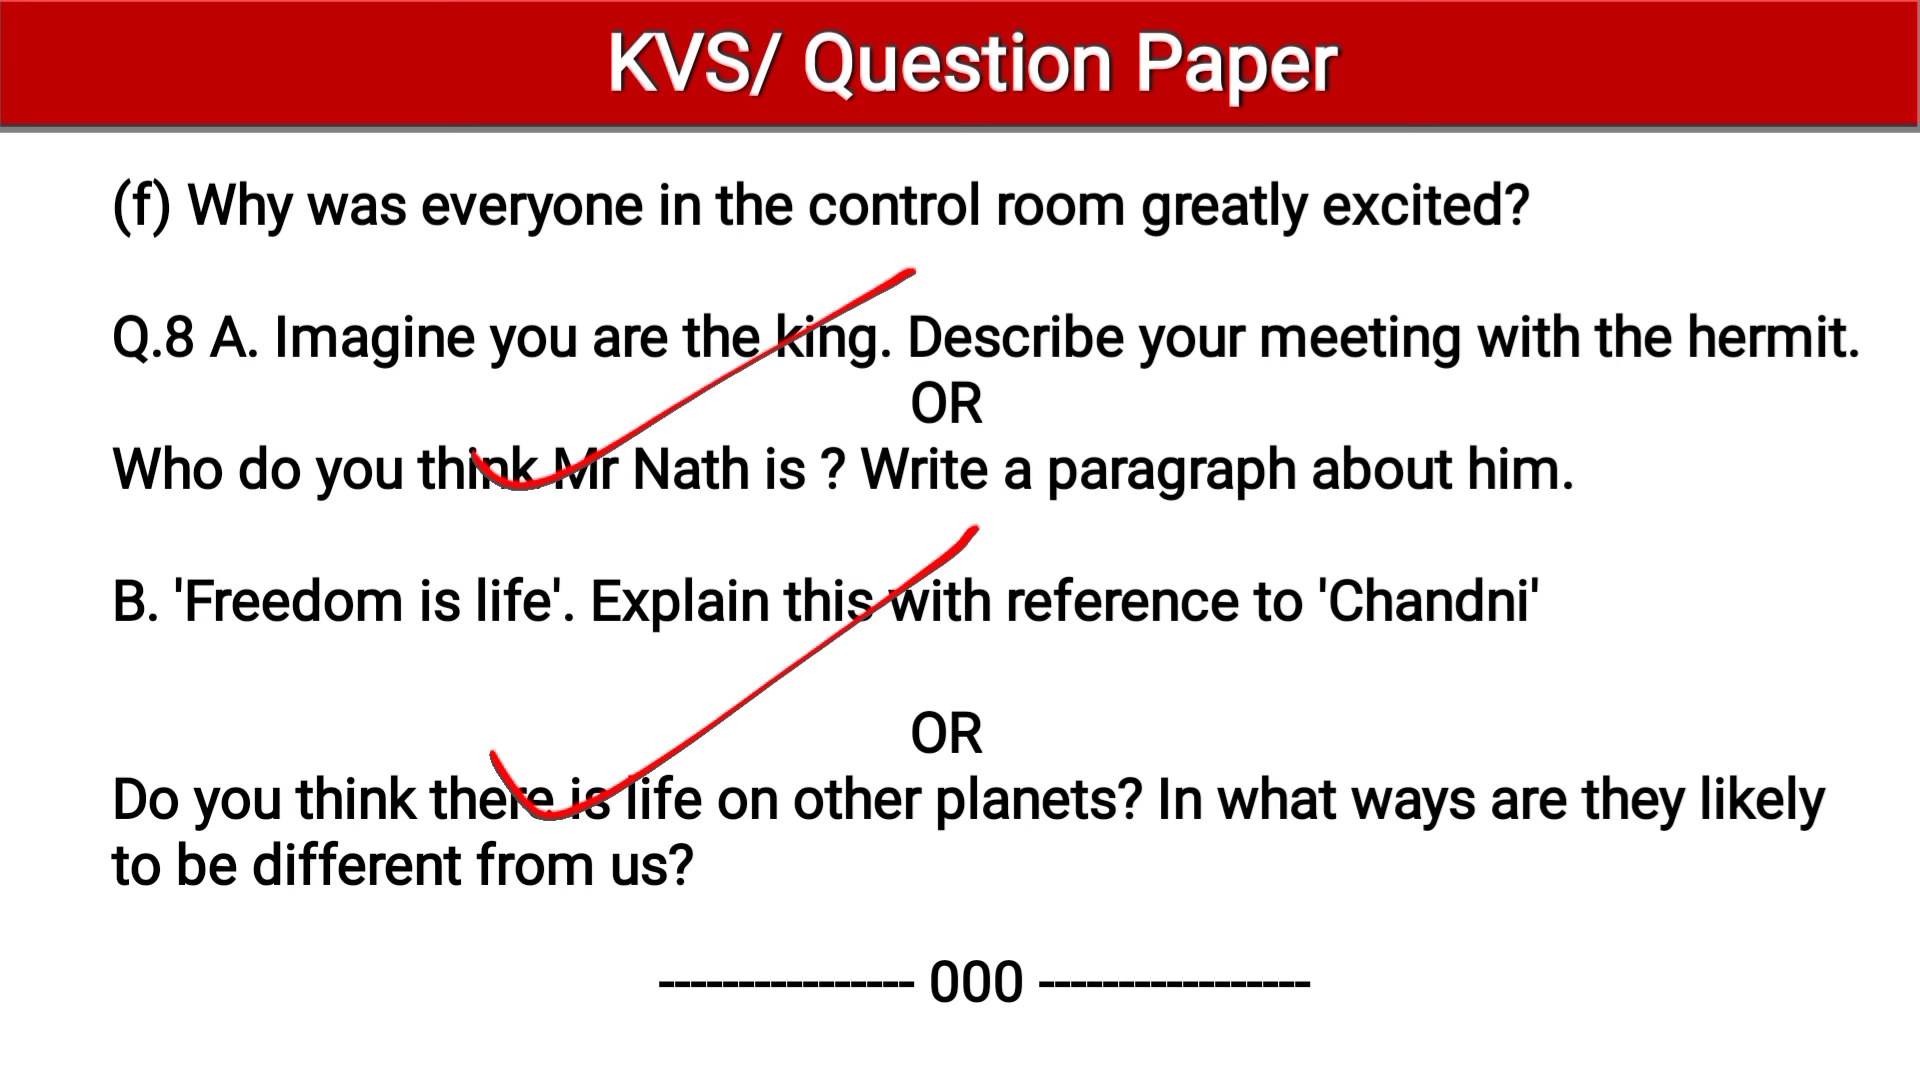 KVS/ Question Paper
(f) Why was everyone in the control room greatly excited?
Q.8 A. Imagine you are the king. Describe your meeting with the hermit.
OR
Who do you think Mr Nath is ? Write a paragraph about him.
B. 'Freedom is life'. Explain this with reference to 'Chandni'
OR
Do you think there is life on other planets? In what ways are they likely
to be different from us?
---------------- 000 -----------------